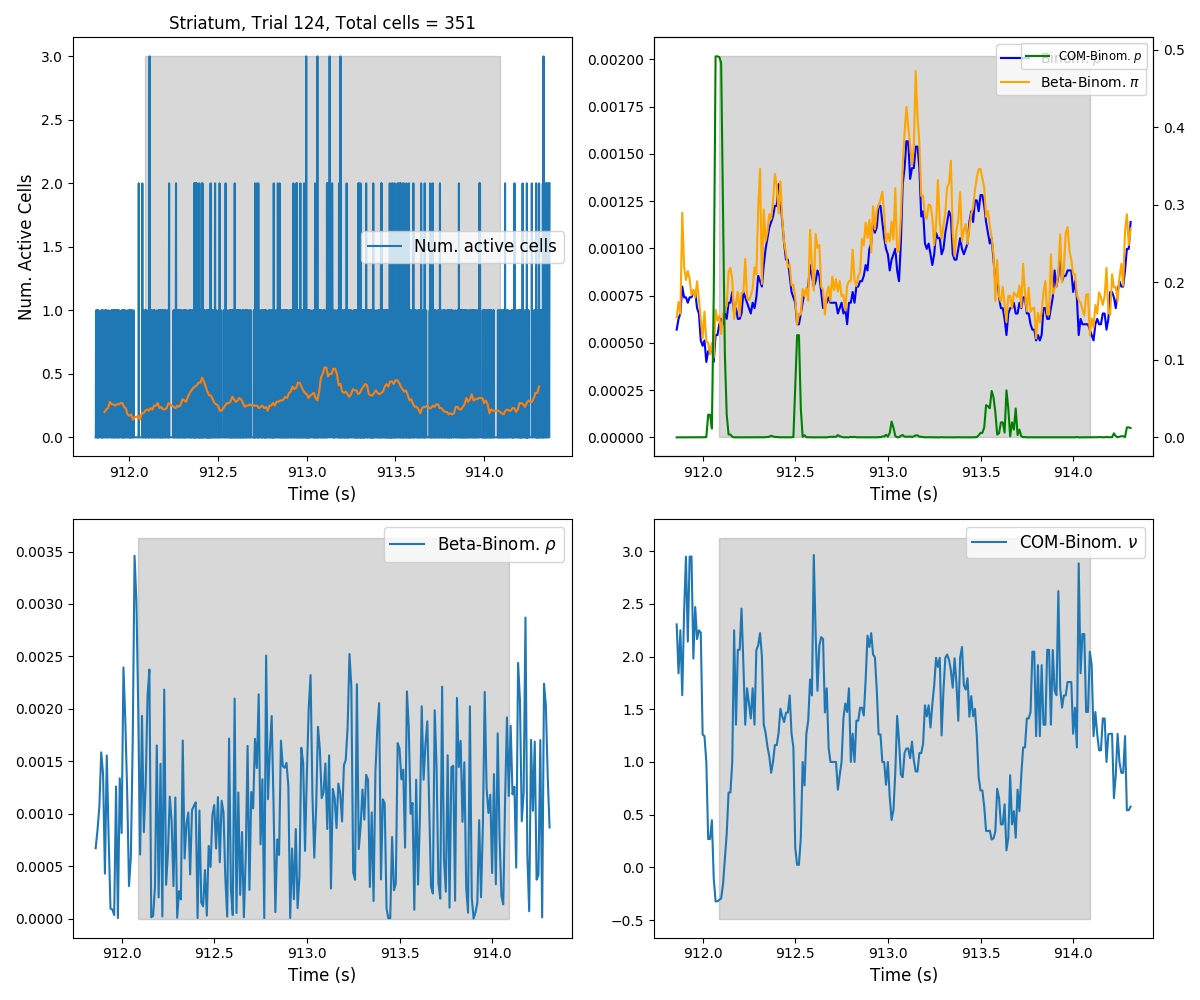 Striatum, Trial 124, Total cells = 351
3.0
2.5
2.0
1.5
1.0
0.5
0.0
Num. Active Cells
Num. active cells
912.0 912.5 913.0 913.5 914.0
Time (s)
0.00200
0.00175
0.00150
0.00125
0.00100
0.00075
0.00050
0.00025
0.00000
COM-Binom. p
Beta-Binom. π
0.5
0.4
0.3
0.2
0.1
0.0
912.0 912.5 913.0 913.5 914.0
Time (s)
0.0035
0.0030
0.0025
0.0020
0.0015
0.0010
0.0005
0.0000
Beta-Binom. ρ
912.0 912.5 913.0 913.5 914.0
Time (s)
3.0
2.5
2.0
1.5
1.0
0.5
0.0
−0.5
COM-Binom. ν
912.0 912.5 913.0 913.5 914.0
Time (s)